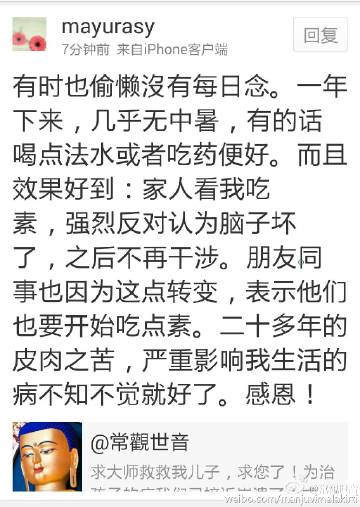 mayurasy
回复
7分钟前 来自iPhone客户端
有时也偷懒沒有每日念。一年
下来，几乎无中暑，有的话
喝点法水或者吃药便好。而且
效果好到：家人看我吃
素，强烈反对认为脑子坏
了，之后不再干涉。朋友同
事也因为这点转变，表示他们
也要开始吃点素。二十多年的
皮肉之苦，严重影响我生活的
病不知不觉就好了。感恩！
@常觀世音
求大师救救我儿子，求您了！为治
weibo.com/manjuvimalakirti